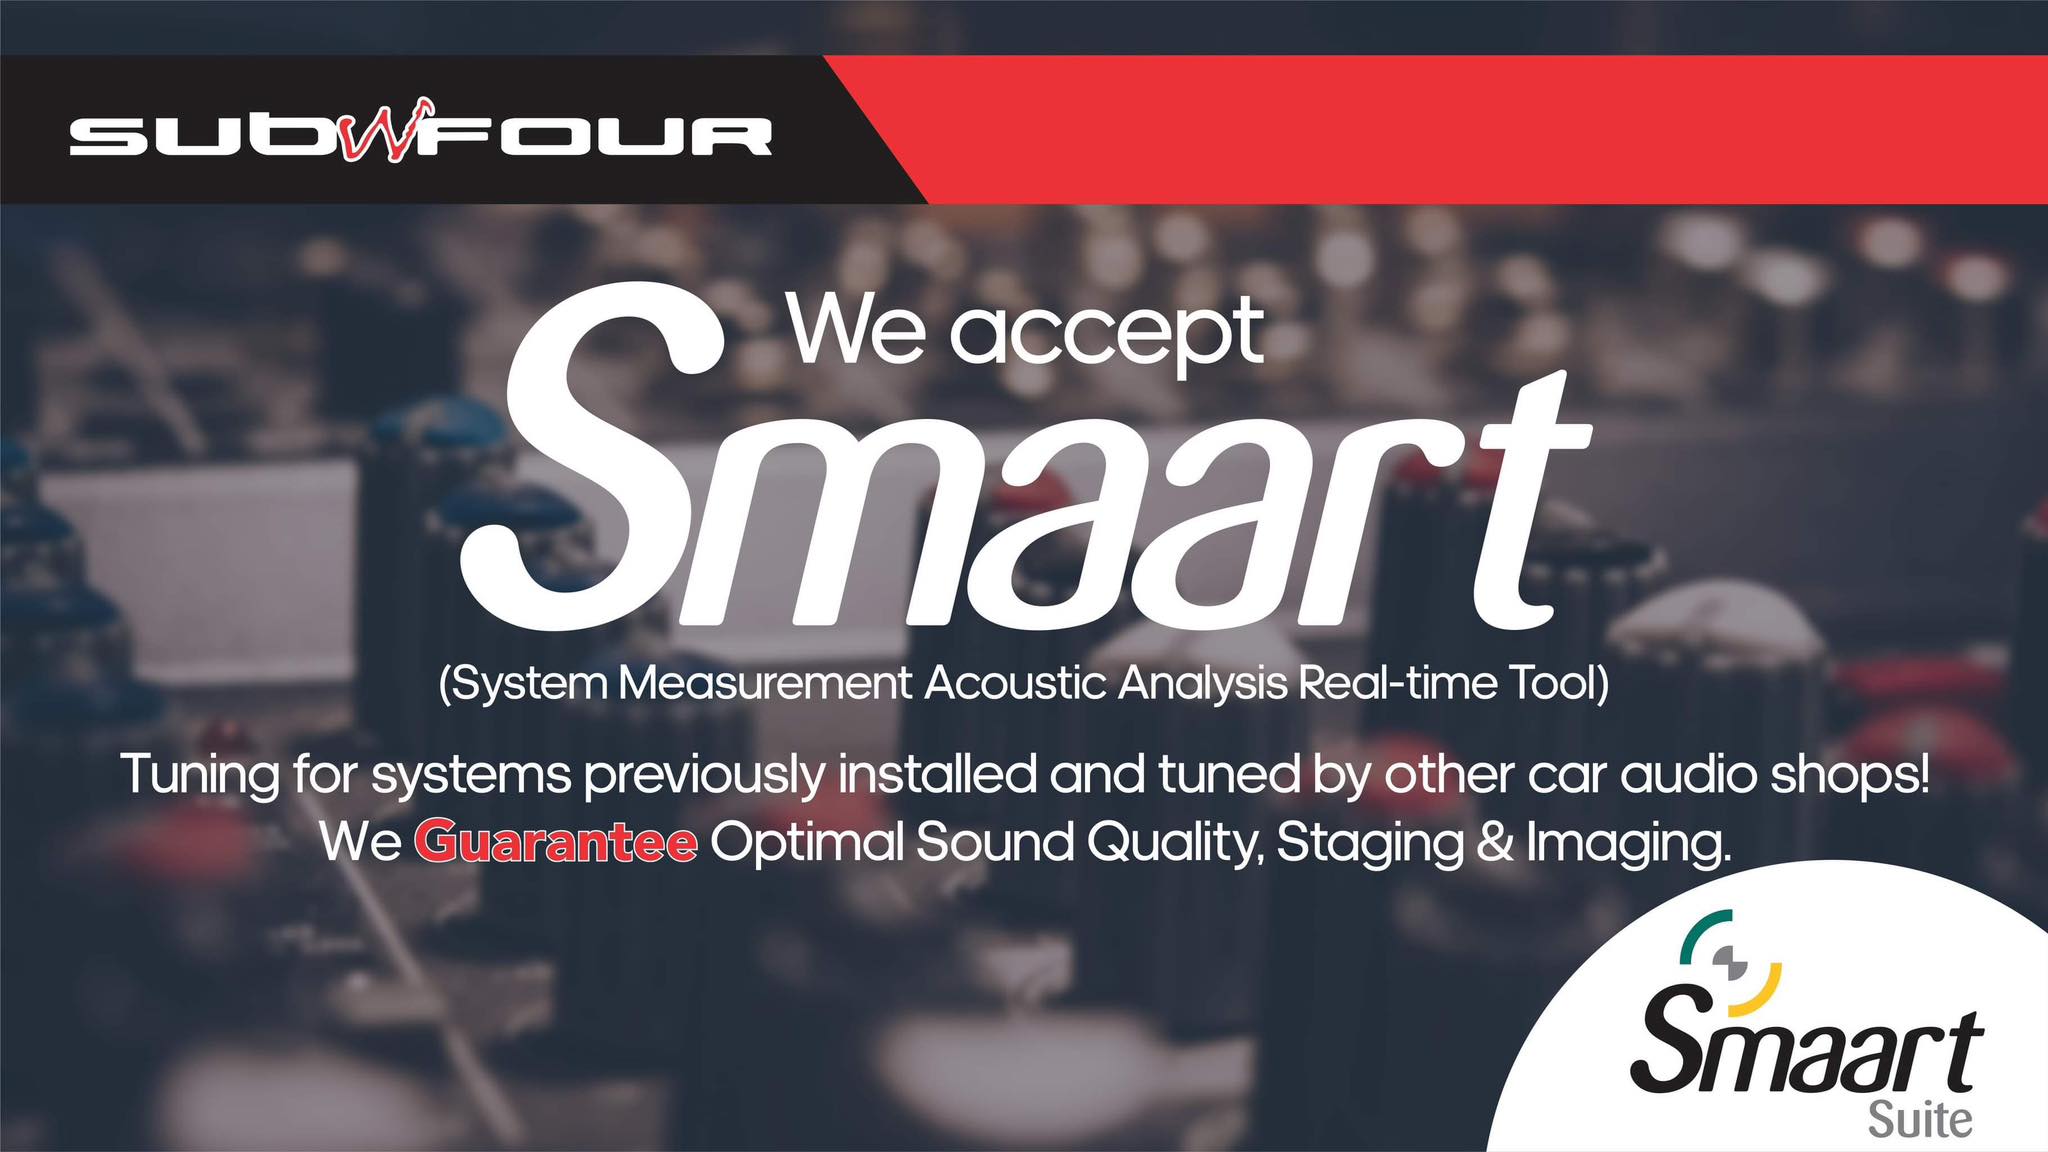 subWFOUR
We accept
Smaart
(System Measurement Acoustic Analysis Real-time Tool)
Tuning for systems previously installed and tuned by other car audio shops!
We Guarantee Optimal Sound Quality, Staging & Imaging.
Smaart
Suite